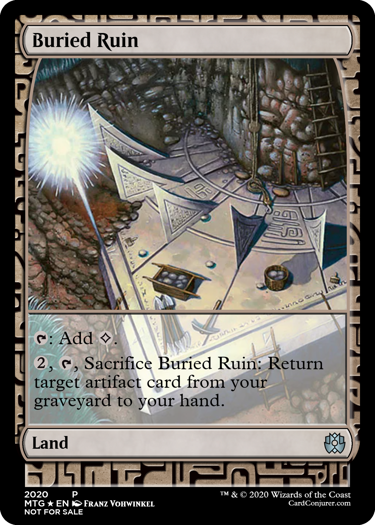 Buried Ruin
: Add .
2, , Sacrifice Buried Ruin: Return
target artifact card from your
graveyard to your hand.
Land
2020 P
MTG ★ EN Franz Vohwinkel
NOT FOR SALE
™ & © 2020 Wizards of the Coast
CardConjurer.com